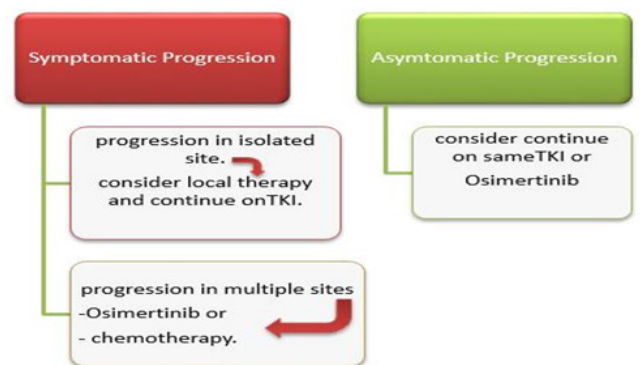 Symptomatic Progression
progression in isolated
site.
consider local therapy
and continue onTKI.
progression in multiple sites
-Osimertinib or
- chemotherapy.
Asymtomatic Progression
consider continue
on sameTKI or
Osimertinib